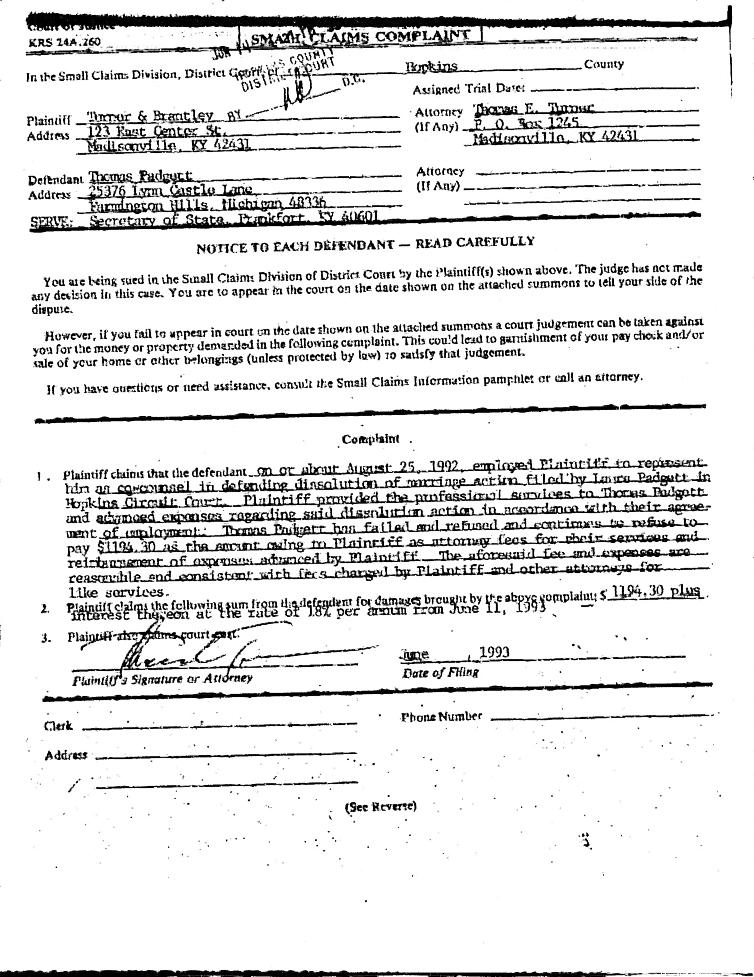 Court of Justice
KRS 24A.260
SMALL CLAIMS COMPLAINT
In the Small Claims Division, District Court of
Hopkins County
DISTRICT COURT
D.C.
Assigned Trial Date:
Plaintiff Turner & Brantley BY
Address 123 East Center St.
Madisonville, KY 42431
Attorney Thomas E. Turner
(If Any) P. O. Box 1245
Madisonville, KY 42431
Defendant Thomas Padgett
Address 25376 Lynn Castle Lane
Farmington Hills, Michigan 48336
SERVE: Secretary of State, Frankfort, KY 40601
Attorney
(If Any)
NOTICE TO EACH DEFENDANT — READ CAREFULLY
You are being sued in the Small Claims Division of District Court by the Plaintiff(s) shown above. The judge has not made
any decision in this case. You are to appear in the court on the date shown on the attached summons to tell your side of the
dispute.
However, if you fail to appear in court on the date shown on the attached summons a court judgement can be taken against
you for the money or property demanded in the following complaint. This could lead to garnishment of your pay check and/or
sale of your home or other belongings (unless protected by law) to satisfy that judgement.
If you have questions or need assistance, consult the Small Claims Information pamphlet or call an attorney.
Complaint
1. Plaintiff claims that the defendant on or about August 25, 1992, employed Plaintiff to represent
him as co-counsel in defending dissolution of marriage action filed by Laura Padgett in
Hopkins Circuit Court. Plaintiff provided the professional services to Thomas Padgett
and advanced expenses regarding said dissolution action in accordance with their agree-
ment of employment. Thomas Padgett has failed and refused and continues to refuse to
pay $1194.30 as the amount owing to Plaintiff as attorney fees for their services and
reimbursement of expenses advanced by Plaintiff. The aforesaid fee and expenses are
reasonable and consistent with fees charged by Plaintiff and other attorneys for
like services.
2. Plaintiff claims the following sum from the defendant for damages brought by the above complaint; $ 1194.30 plus
interest thereon at the rate of 18% per annum from June 11, 1993
3. Plaintiff also claims court cost.
June , 1993
Plaintiff's Signature or Attorney
Date of Filing
Clerk
Phone Number
Address
(See Reverse)